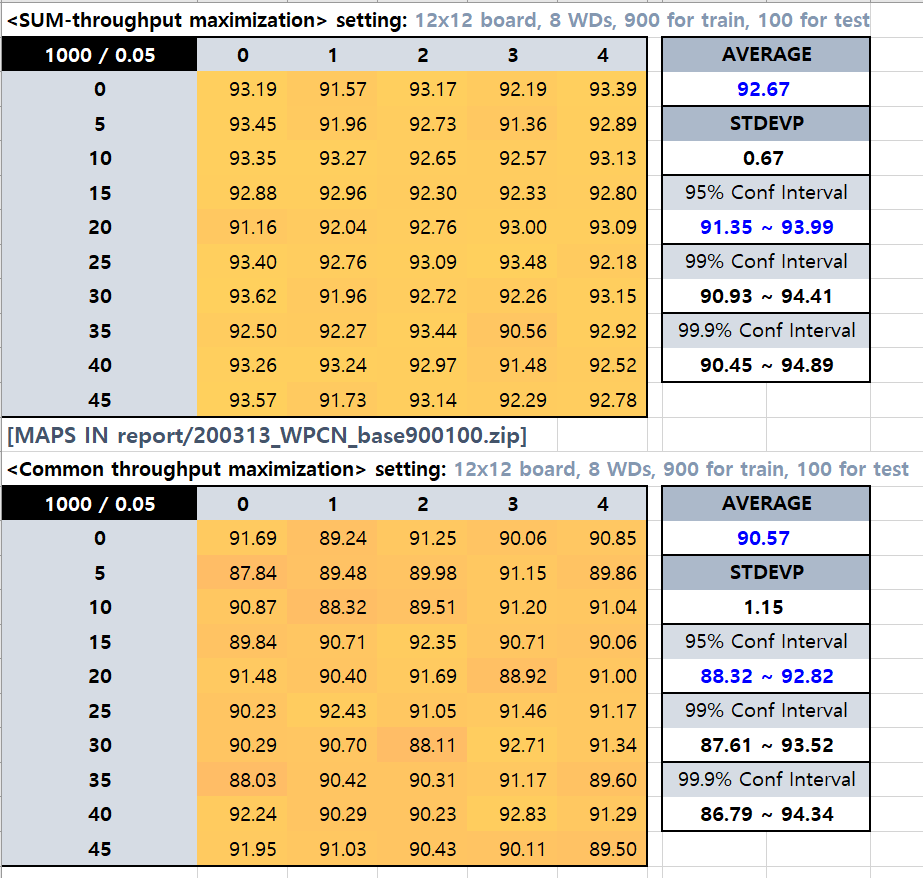 <SUM-throughput maximization> setting: 12x12 board, 8 WDs, 900 for train, 100 for test
1000 / 0.05 0 1 2 3 4 AVERAGE
0 93.19 91.57 93.17 92.19 93.39 92.67
5 93.45 91.96 92.73 91.36 92.89 STDEVP
10 93.35 93.27 92.65 92.57 93.13 0.67
15 92.88 92.96 92.30 92.33 92.80 95% Conf Interval
20 91.16 92.04 92.76 93.00 93.09 91.35 ~ 93.99
25 93.40 92.76 93.09 93.48 92.18 99% Conf Interval
30 93.62 91.96 92.72 92.26 93.15 90.93 ~ 94.41
35 92.50 92.27 93.44 90.56 92.92 99.9% Conf Interval
40 93.26 93.24 92.97 91.48 92.52 90.45 ~ 94.89
45 93.57 91.73 93.14 92.29 92.78
[MAPS IN report/200313_WPCN_base900100.zip]
<Common throughput maximization> setting: 12x12 board, 8 WDs, 900 for train, 100 for test
1000 / 0.05 0 1 2 3 4 AVERAGE
0 91.69 89.24 91.25 90.06 90.85 90.57
5 87.84 89.48 89.98 91.15 89.86 STDEVP
10 90.87 88.32 89.51 91.20 91.04 1.15
15 89.84 90.71 92.35 90.71 90.06 95% Conf Interval
20 91.48 90.40 91.69 88.92 91.00 88.32 ~ 92.82
25 90.23 92.43 91.05 91.46 91.17 99% Conf Interval
30 90.29 90.70 88.11 92.71 91.34 87.61 ~ 93.52
35 88.03 90.42 90.31 91.17 89.60 99.9% Conf Interval
40 92.24 90.29 90.23 92.83 91.29 86.79 ~ 94.34
45 91.95 91.03 90.43 90.11 89.50